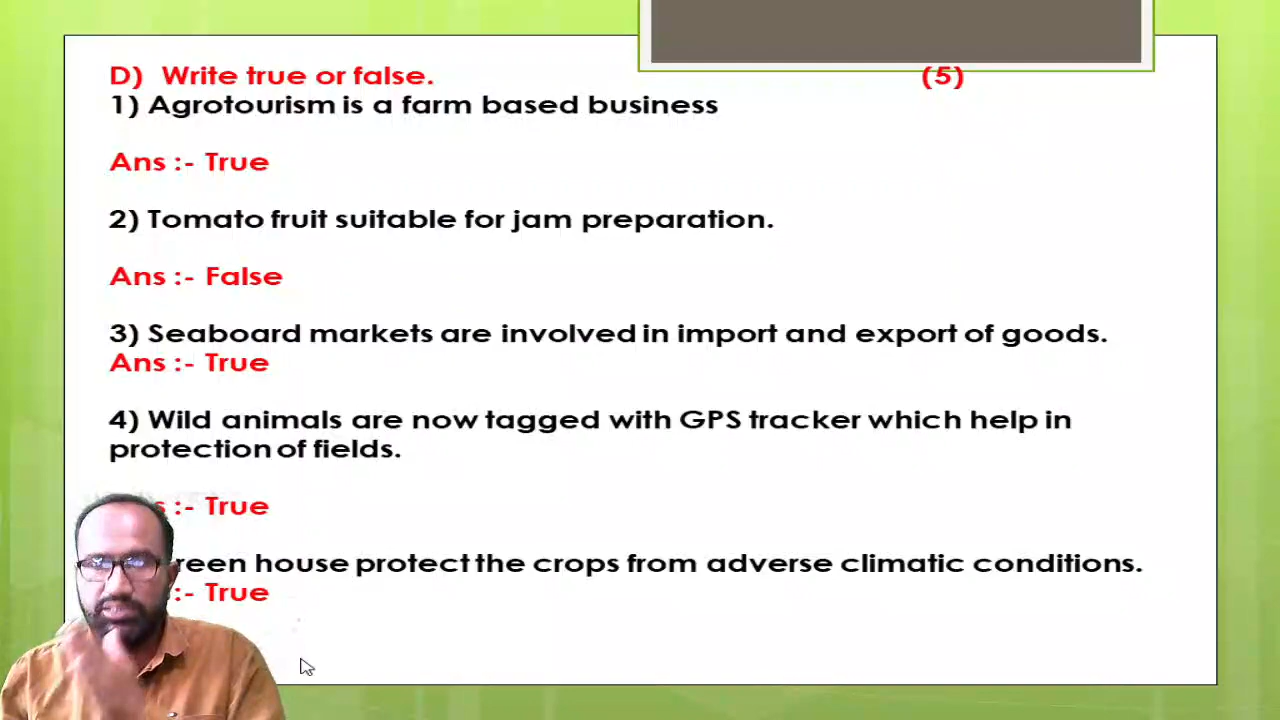 D) Write true or false. (5)
1) Agrotourism is a farm based business
Ans :- True
2) Tomato fruit suitable for jam preparation.
Ans :- False
3) Seaboard markets are involved in import and export of goods.
Ans :- True
4) Wild animals are now tagged with GPS tracker which help in
protection of fields.
:- True
house protect the crops from adverse climatic conditions.
:- True